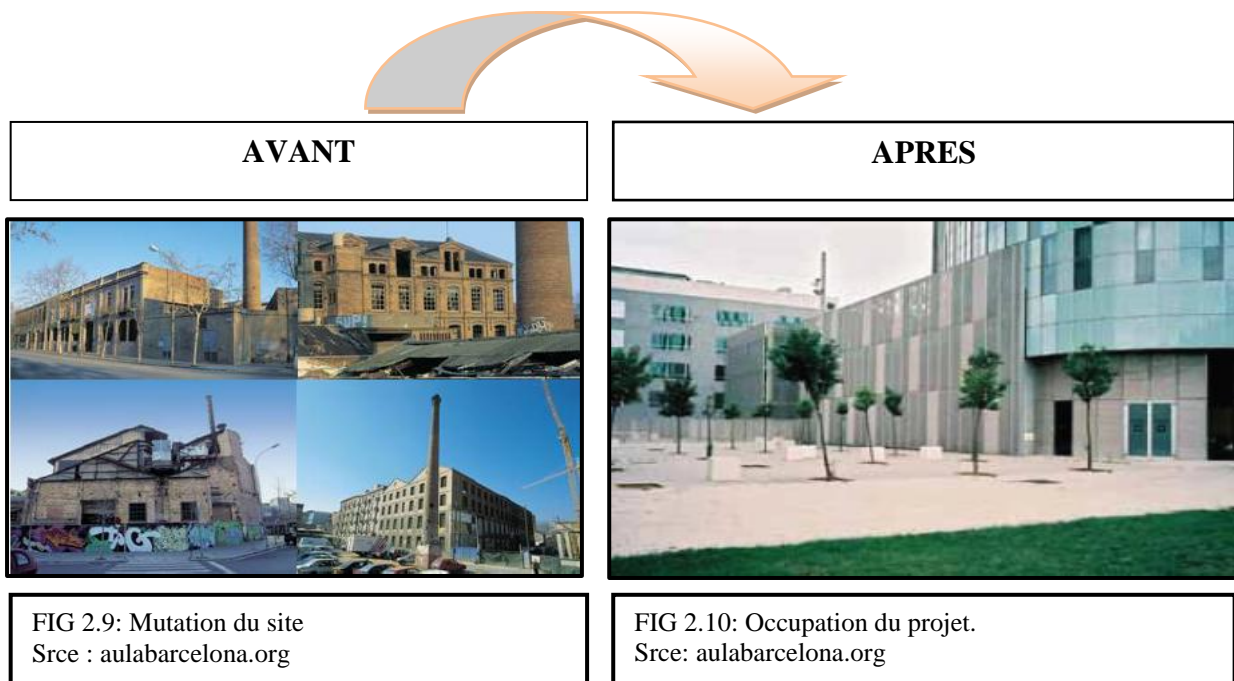 AVANT
APRES
FIG 2.9: Mutation du site
Srce : aulabarcelona.org
FIG 2.10: Occupation du projet.
Srce: aulabarcelona.org